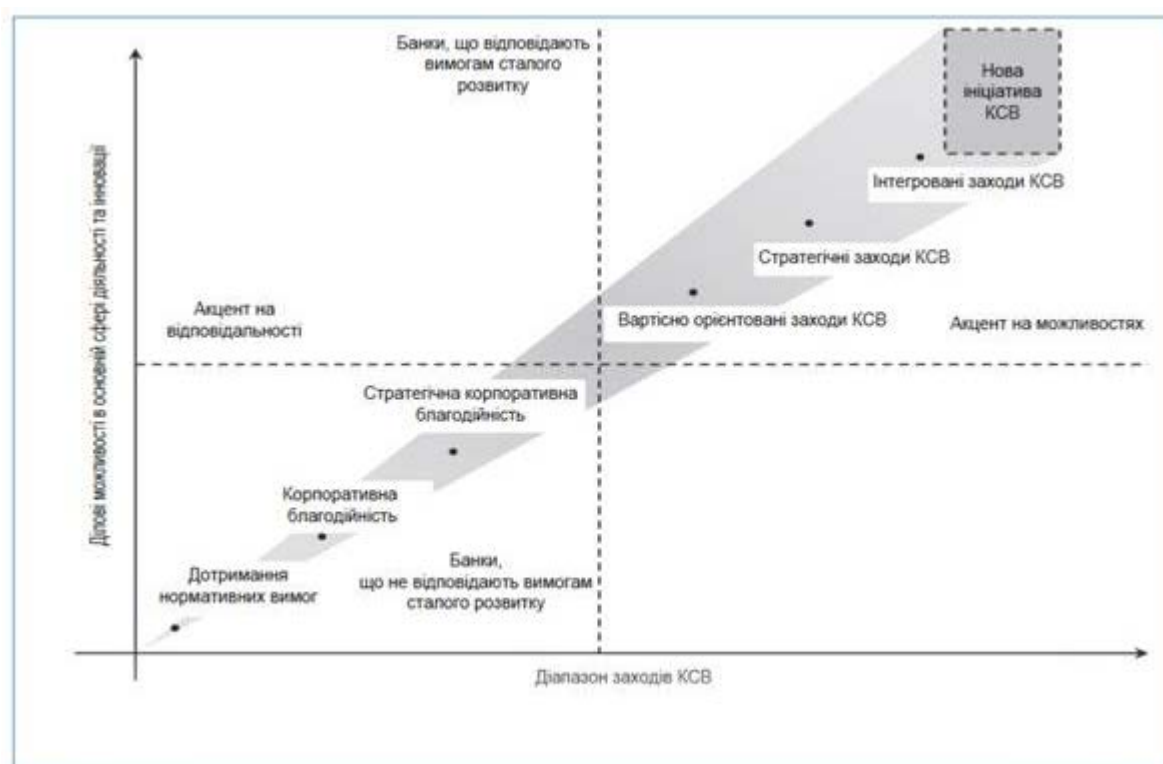 Банки, що відповідають
вимогам сталого
розвитку
Нова
ініціатива
КСВ
Інтегровані заходи КСВ
Стратегічні заходи КСВ
Акцент на
відповідальності
Вартісно орієнтовані заходи КСВ
Акцент на можливостях
Стратегічна корпоративна
благодійність
Корпоративна
благодійність
Дотримання
нормативних вимог
Банки,
що не відповідають вимогам
сталого розвитку
Ділові можливості в основній сфері діяльності та інновації
Діапазон заходів КСВ